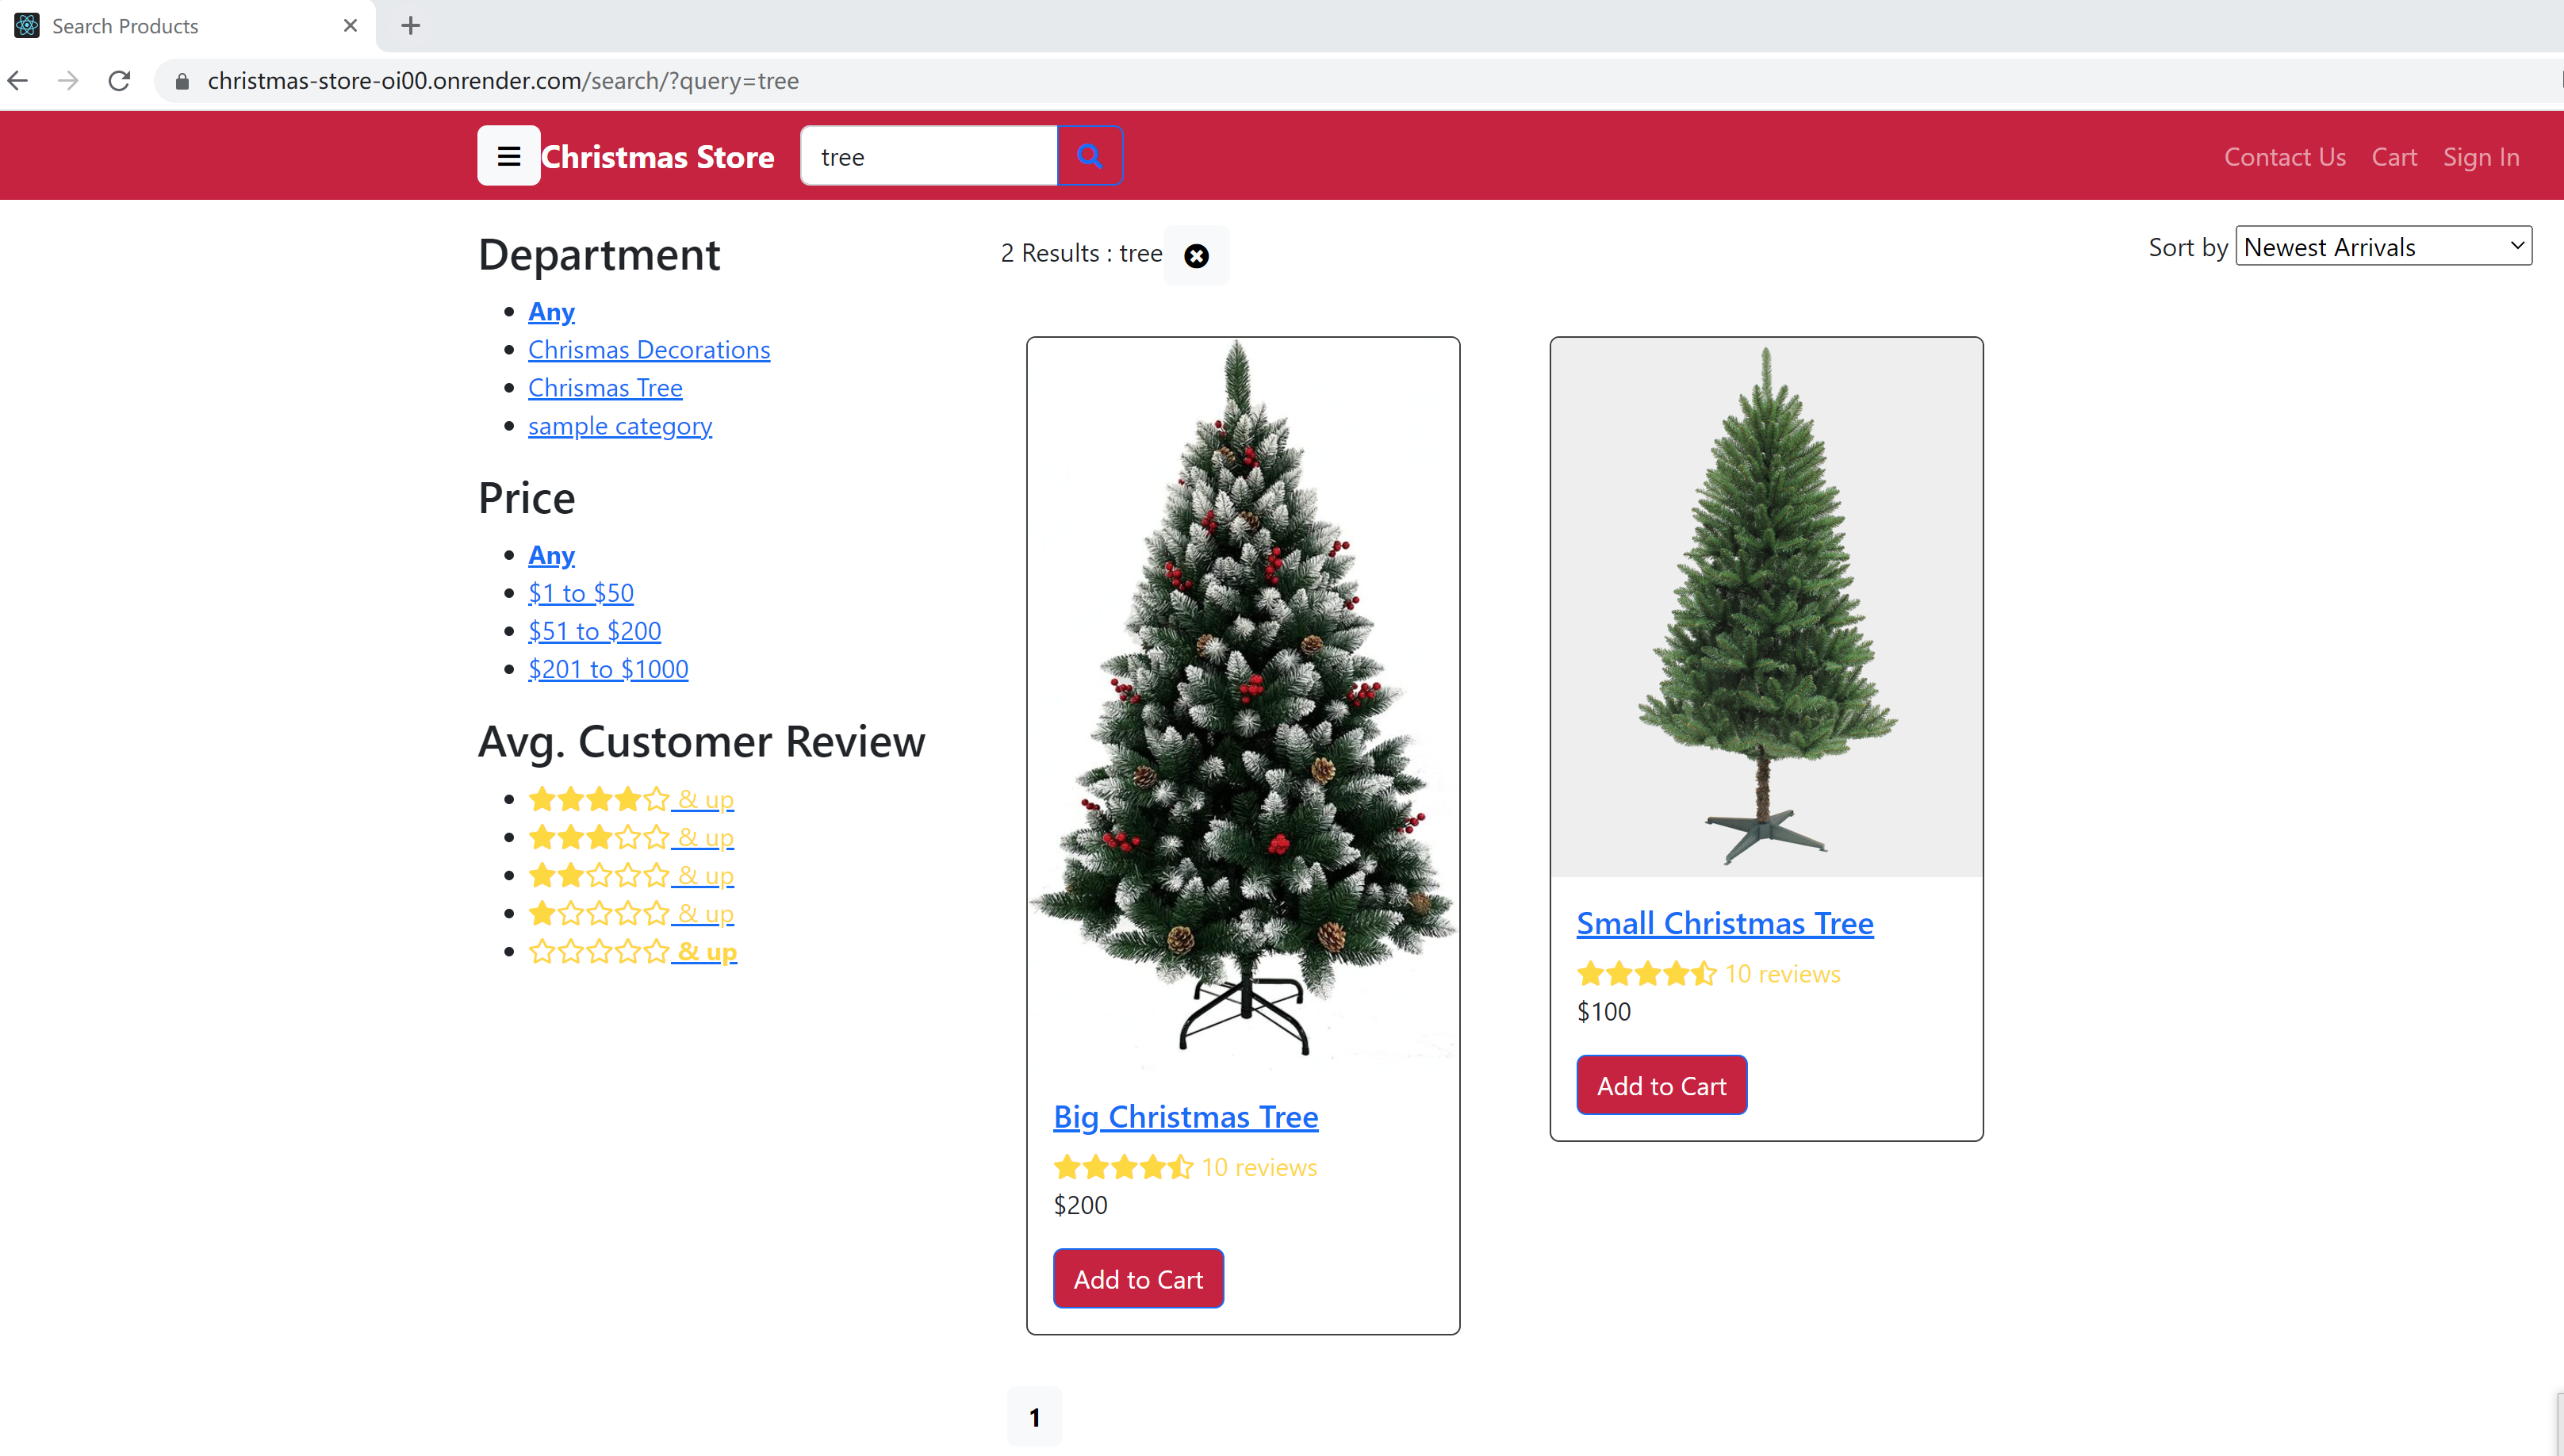 Search Products
christmas-store-oi00.onrender.com/search/?query=tree
Christmas Store
tree
Contact Us
Cart
Sign In
Department
Any
Chrismas Decorations
Chrismas Tree
sample category
Price
Any
$1 to $50
$51 to $200
$201 to $1000
Avg. Customer Review
& up
& up
& up
& up
& up
2 Results : tree
Sort by Newest Arrivals
Big Christmas Tree
10 reviews
$200
Add to Cart
Small Christmas Tree
10 reviews
$100
Add to Cart
1